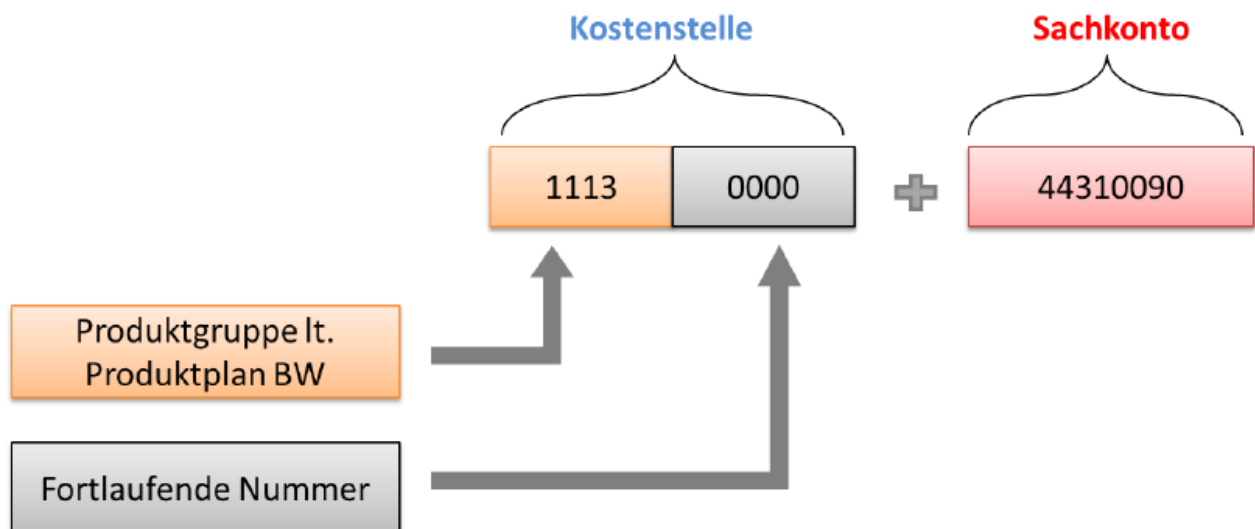 Kostenstelle
Sachkonto
1113
0000
44310090
Produktgruppe lt.
Produktplan BW
Fortlaufende Nummer